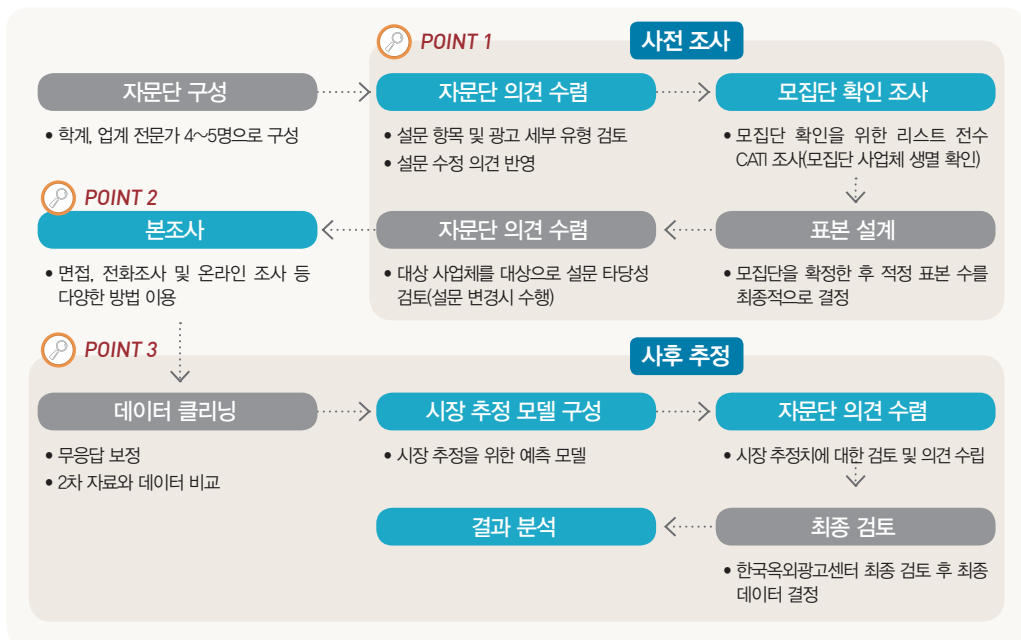 POINT 1
사전 조사
자문단 구성
• 학계, 업계 전문가 4~5명으로 구성
자문단 의견 수렴
• 설문 항목 및 광고 세부 유형 검토
• 설문 수정 의견 반영
모집단 확인 조사
• 모집단 확인을 위한 리스트 전수
CATI 조사(모집단 사업체 생멸 확인)
표본 설계
• 모집단을 확정한 후 적정 표본 수를
최종적으로 결정
자문단 의견 수렴
• 대상 사업체를 대상으로 설문 타당성
검토(설문 변경시 수행)
POINT 2
본조사
• 면접, 전화조사 및 온라인 조사 등
다양한 방법 이용
POINT 3
사후 추정
데이터 클리닝
• 무응답 보정
• 2차 자료와 데이터 비교
시장 추정 모델 구성
• 시장 추정을 위한 예측 모델
자문단 의견 수렴
• 시장 추정치에 대한 검토 및 의견 수립
최종 검토
• 한국옥외광고센터 최종 검토 후 최종
데이터 결정
결과 분석